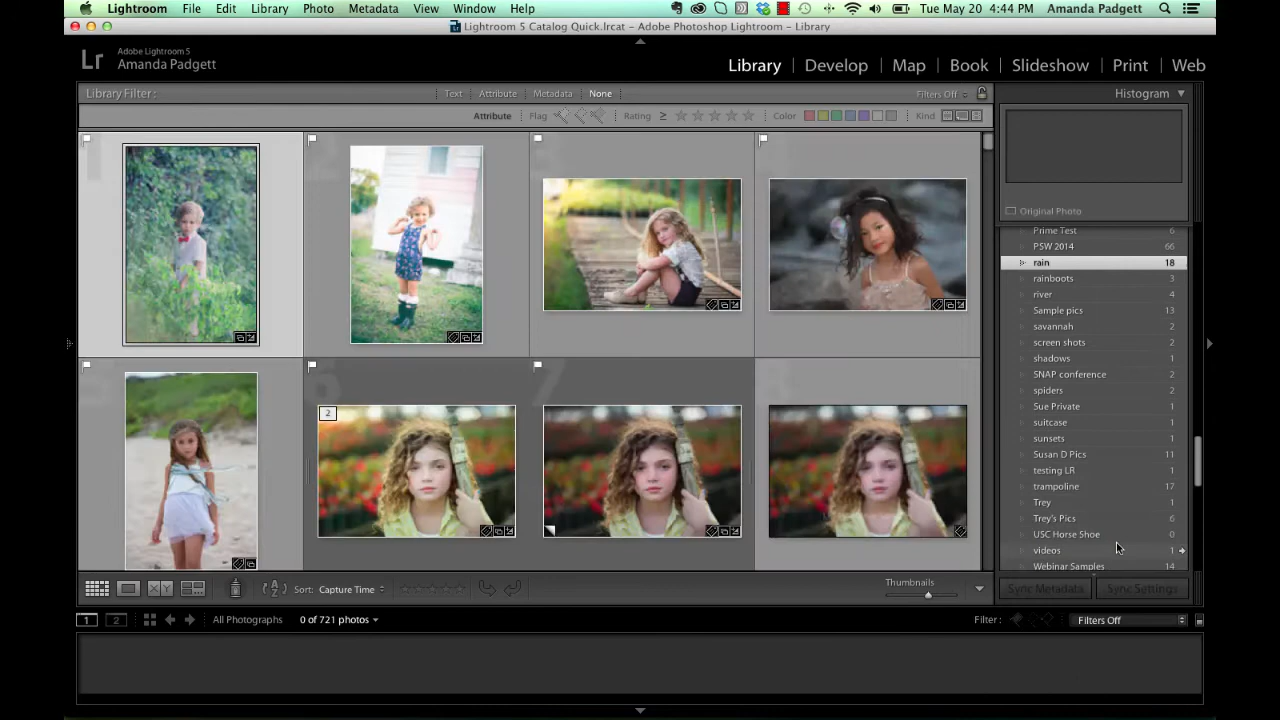 Lightroom File Edit Library Photo Metadata View Window Help Tue May 20 4:44 PM Amanda Padgett
Lightroom 5 Catalog Quick.lrcat – Adobe Photoshop Lightroom – Library
Lr Adobe Lightroom 5
Amanda Padgett
Library Develop Map Book Slideshow Print Web
Library Filter : Text Attribute Metadata None Filters Off Histogram
Attribute Flag Rating ≥ Color Kind
Original Photo
Prime Test 6
PSW 2014 66
rain 18
rainboots 3
river 4
Sample pics 13
savannah 2
screen shots 2
shadows 1
SNAP conference 2
spiders 2
Sue Private 1
suitcase 1
sunsets 1
Susan D Pics 11
testing LR 1
trampoline 17
Trey 1
Trey's Pics 6
USC Horse Shoe 0
videos 1
Webinar Samples 14
2
Sort: Capture Time Thumbnails Sync Metadata Sync Settings
1 2 All Photographs 0 of 721 photos Filter : Filters Off